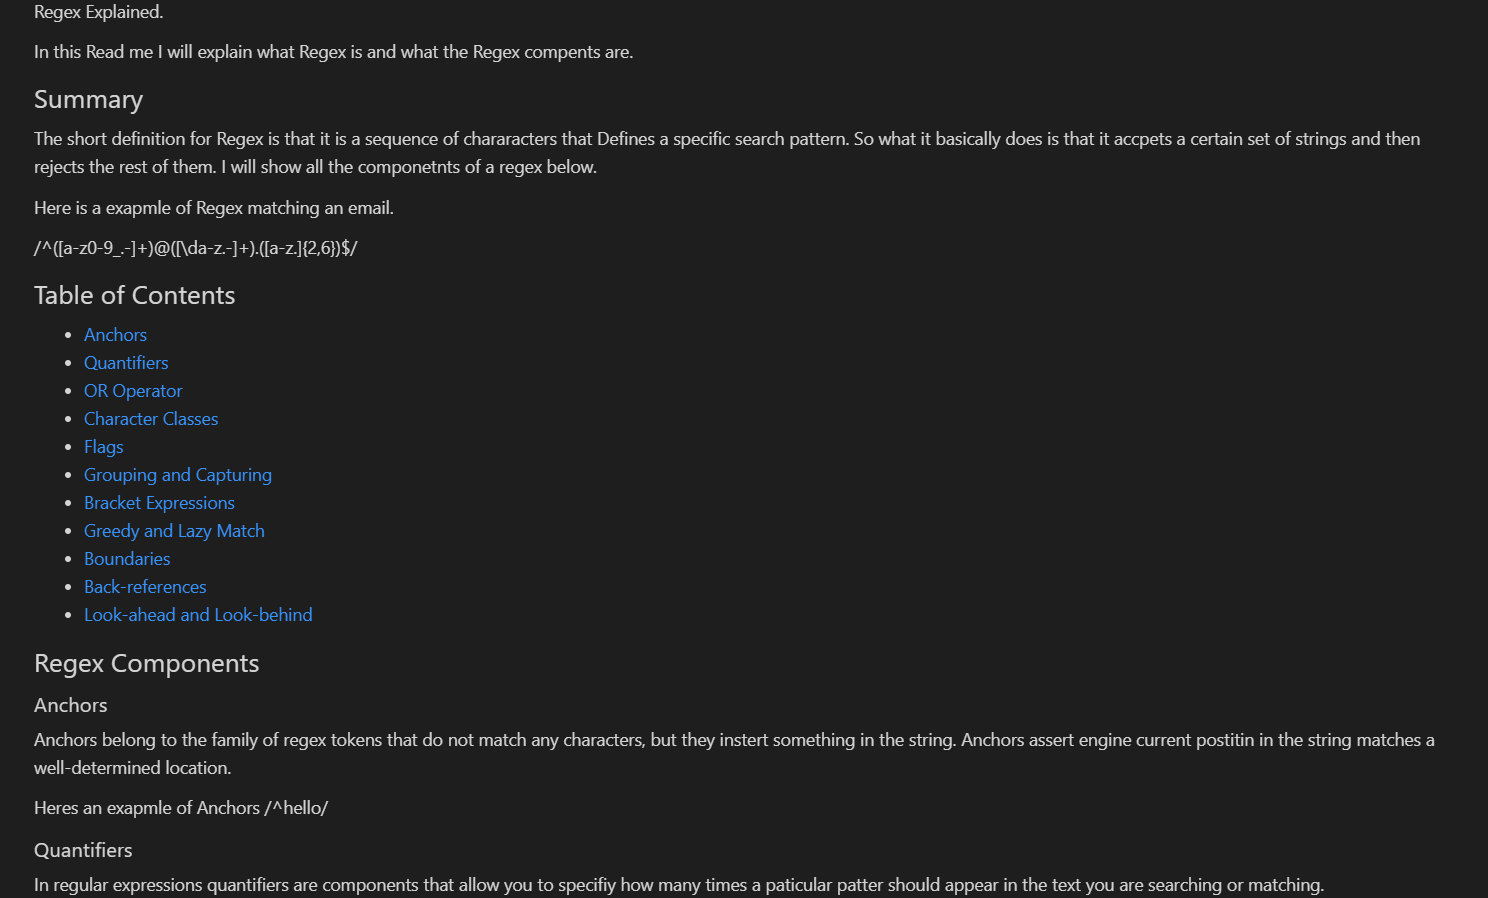 Regex Explained.
In this Read me I will explain what Regex is and what the Regex compents are.
Summary
The short definition for Regex is that it is a sequence of chararacters that Defines a specific search pattern. So what it basically does is that it accpets a certain set of strings and then
rejects the rest of them. I will show all the componetnts of a regex below.
Here is a exapmle of Regex matching an email.
/^([a-z0-9_.-]+)@([\da-z.-]+).([a-z.]{2,6})$/
Table of Contents
• Anchors
• Quantifiers
• OR Operator
• Character Classes
• Flags
• Grouping and Capturing
• Bracket Expressions
• Greedy and Lazy Match
• Boundaries
• Back-references
• Look-ahead and Look-behind
Regex Components
Anchors
Anchors belong to the family of regex tokens that do not match any characters, but they instert something in the string. Anchors assert engine current postitin in the string matches a
well-determined location.
Heres an exapmle of Anchors /^hello/
Quantifiers
In regular expressions quantifiers are components that allow you to specifiy how many times a paticular patter should appear in the text you are searching or matching.